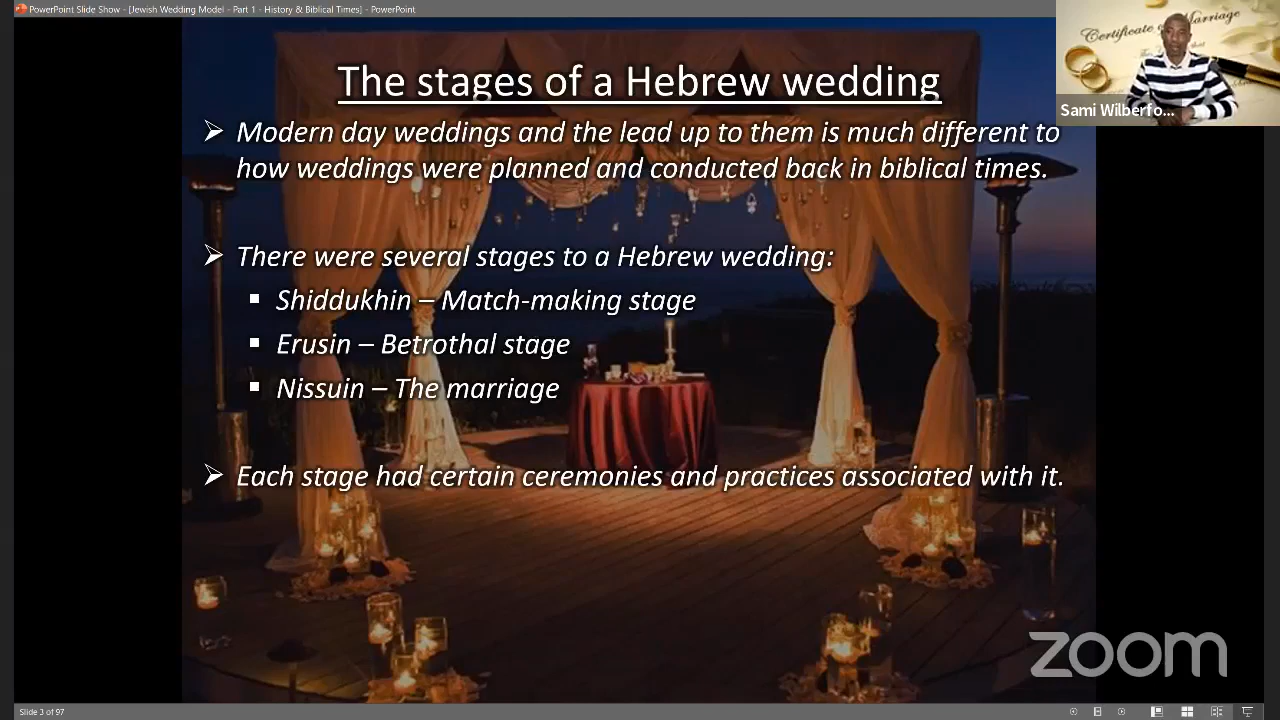 PowerPoint Slide Show - [Jewish Wedding Model - Part 1 - History & Biblical Times] - PowerPoint
Certificate of Marriage
Sami Wilberfo...
The stages of a Hebrew wedding
➢ Modern day weddings and the lead up to them is much different to
how weddings were planned and conducted back in biblical times.
➢ There were several stages to a Hebrew wedding:
▪ Shiddukhin – Match-making stage
▪ Erusin – Betrothal stage
▪ Nissuin – The marriage
➢ Each stage had certain ceremonies and practices associated with it.
zoom
Slide 3 of 97